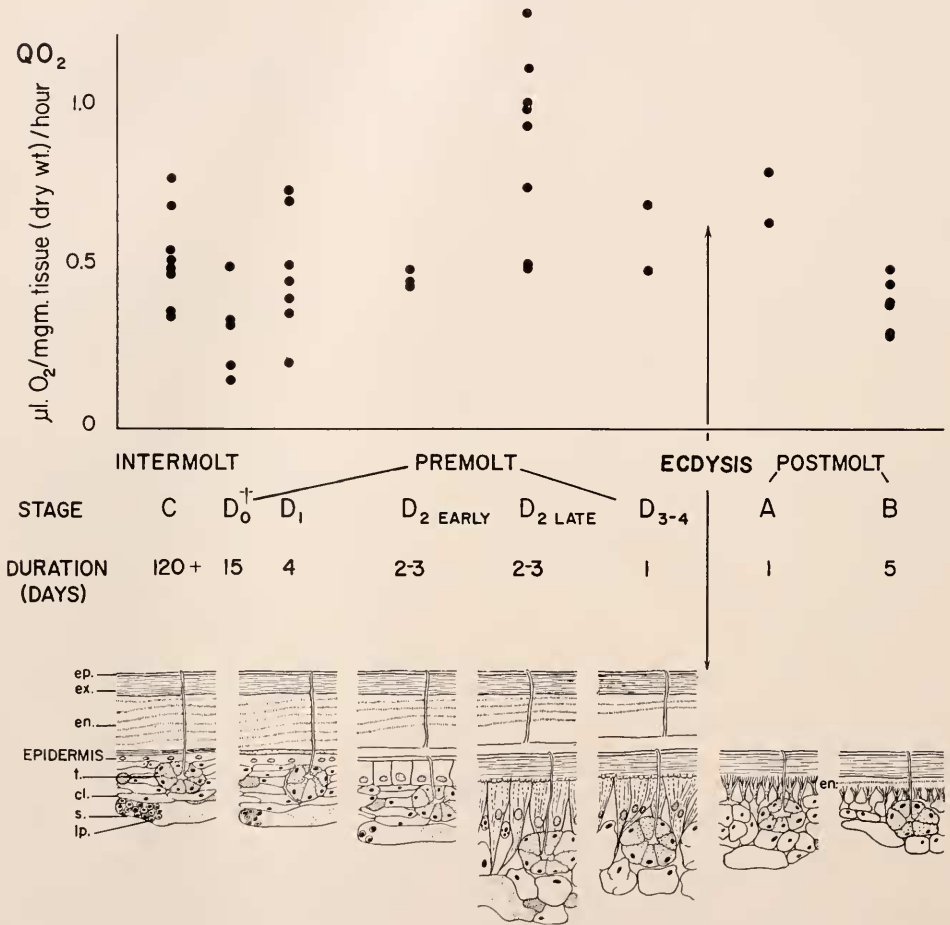 QO2
µl. O2/mgm. tissue (dry wt.)/hour
1.0
0.5
0
INTERMOLT PREMOLT ECDYSIS POSTMOLT
STAGE C D0† D1 D2 EARLY D2 LATE D3-4 A B
DURATION (DAYS) 120+ 15 4 2-3 2-3 1 1 5
ep.
ex.
en.
EPIDERMIS
t.
cl.
s.
lp.
en.